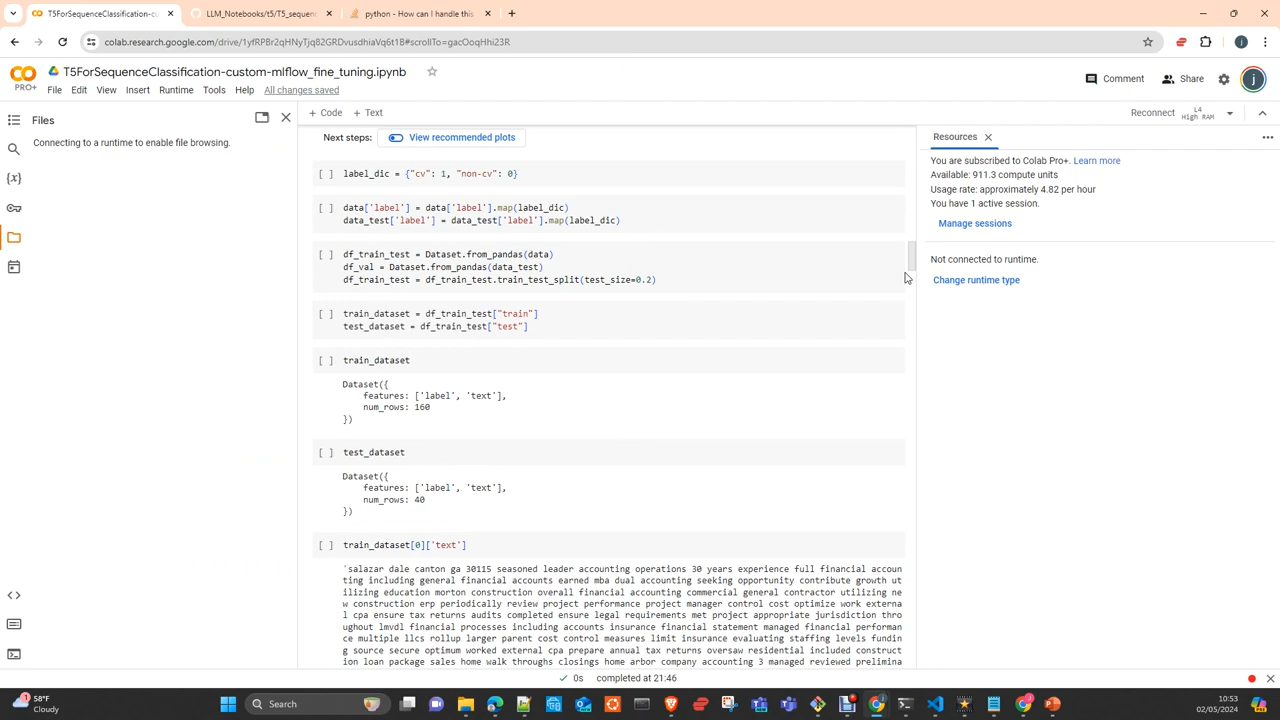 T5ForSequenceClassification-cu
LLM_Notebooks/t5/T5_sequen
python - How can I handle this
colab.research.google.com/drive/1yfRPBr2qHNyTjq82GRDvusdhiaVq6t1B#scrollTo=gacOoqHhi23R
T5ForSequenceClassification-custom-mlflow_fine_tuning.ipynb
PRO+
File Edit View Insert Runtime Tools Help All changes saved
Comment
Share
j
Files
+ Code + Text
Reconnect
L4
High RAM
Connecting to a runtime to enable file browsing.
Next steps: View recommended plots
[ ] label_dic = {"cv": 1, "non-cv": 0}
[ ] data['label'] = data['label'].map(label_dic)
data_test['label'] = data_test['label'].map(label_dic)
[ ] df_train_test = Dataset.from_pandas(data)
df_val = Dataset.from_pandas(data_test)
df_train_test = df_train_test.train_test_split(test_size=0.2)
[ ] train_dataset = df_train_test["train"]
test_dataset = df_train_test["test"]
[ ] train_dataset
Dataset({
features: ['label', 'text'],
num_rows: 160
})
[ ] test_dataset
Dataset({
features: ['label', 'text'],
num_rows: 40
})
[ ] train_dataset[0]['text']
'salazar dale canton ga 30115 seasoned leader accounting operations 30 years experience full financial accoun
ting including general financial accounts earned mba dual accounting seeking opportunity contribute growth ut
ilizing education morton construction overall financial accounting commercial general contractor utilizing ne
w construction erp periodically review project performance project manager control cost optimize work externa
l cpa ensure tax returns audits completed ensure legal requirements met project appropriate jurisdiction thro
ughout lmvdl financial processes including accounts insurance financial statement managed financial performan
ce multiple llcs rollup larger parent cost control measures limit insurance evaluating staffing levels fundin
g source secure optimum worked external cpa prepare annual tax returns oversaw residential included construct
ion loan package sales home walk throughs closings home arbor company accounting 3 managed reviewed prelimina
Resources
You are subscribed to Colab Pro+. Learn more
Available: 911.3 compute units
Usage rate: approximately 4.82 per hour
You have 1 active session.
Manage sessions
Not connected to runtime.
Change runtime type
0s completed at 21:46
58°F
Cloudy
Search
10:53
02/05/2024